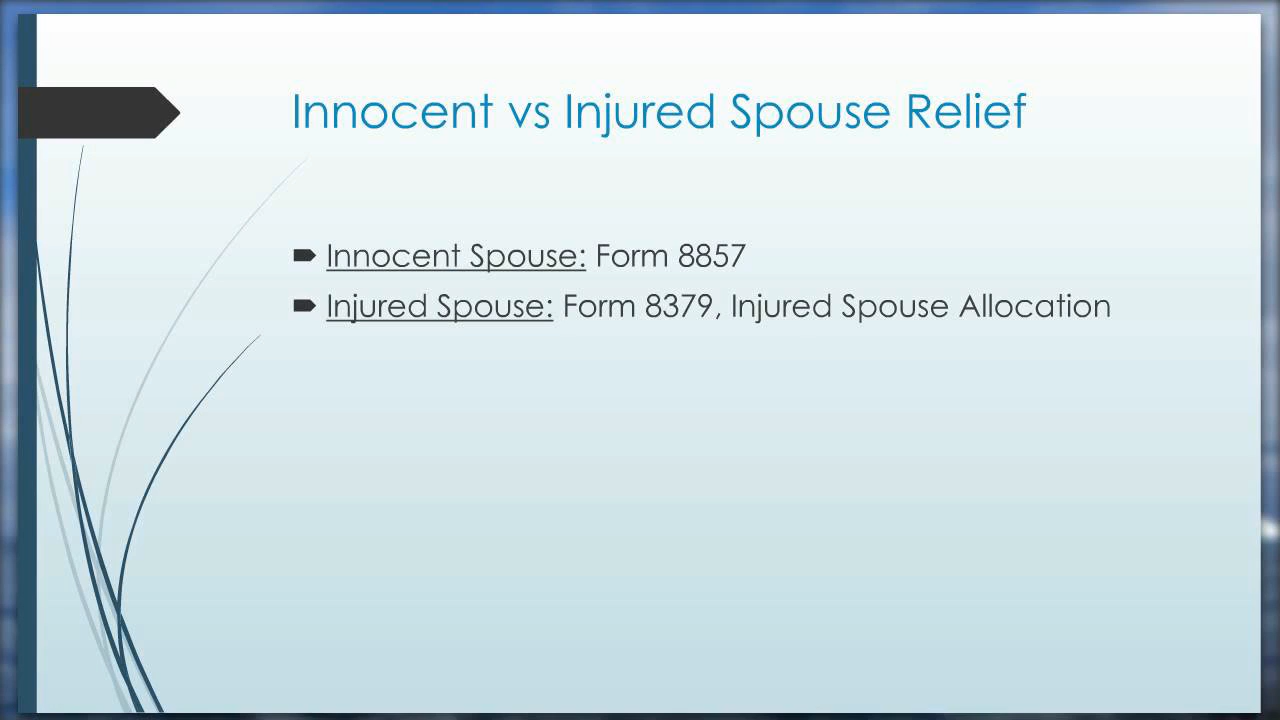 Innocent vs Injured Spouse Relief
Innocent Spouse: Form 8857
Injured Spouse: Form 8379, Injured Spouse Allocation